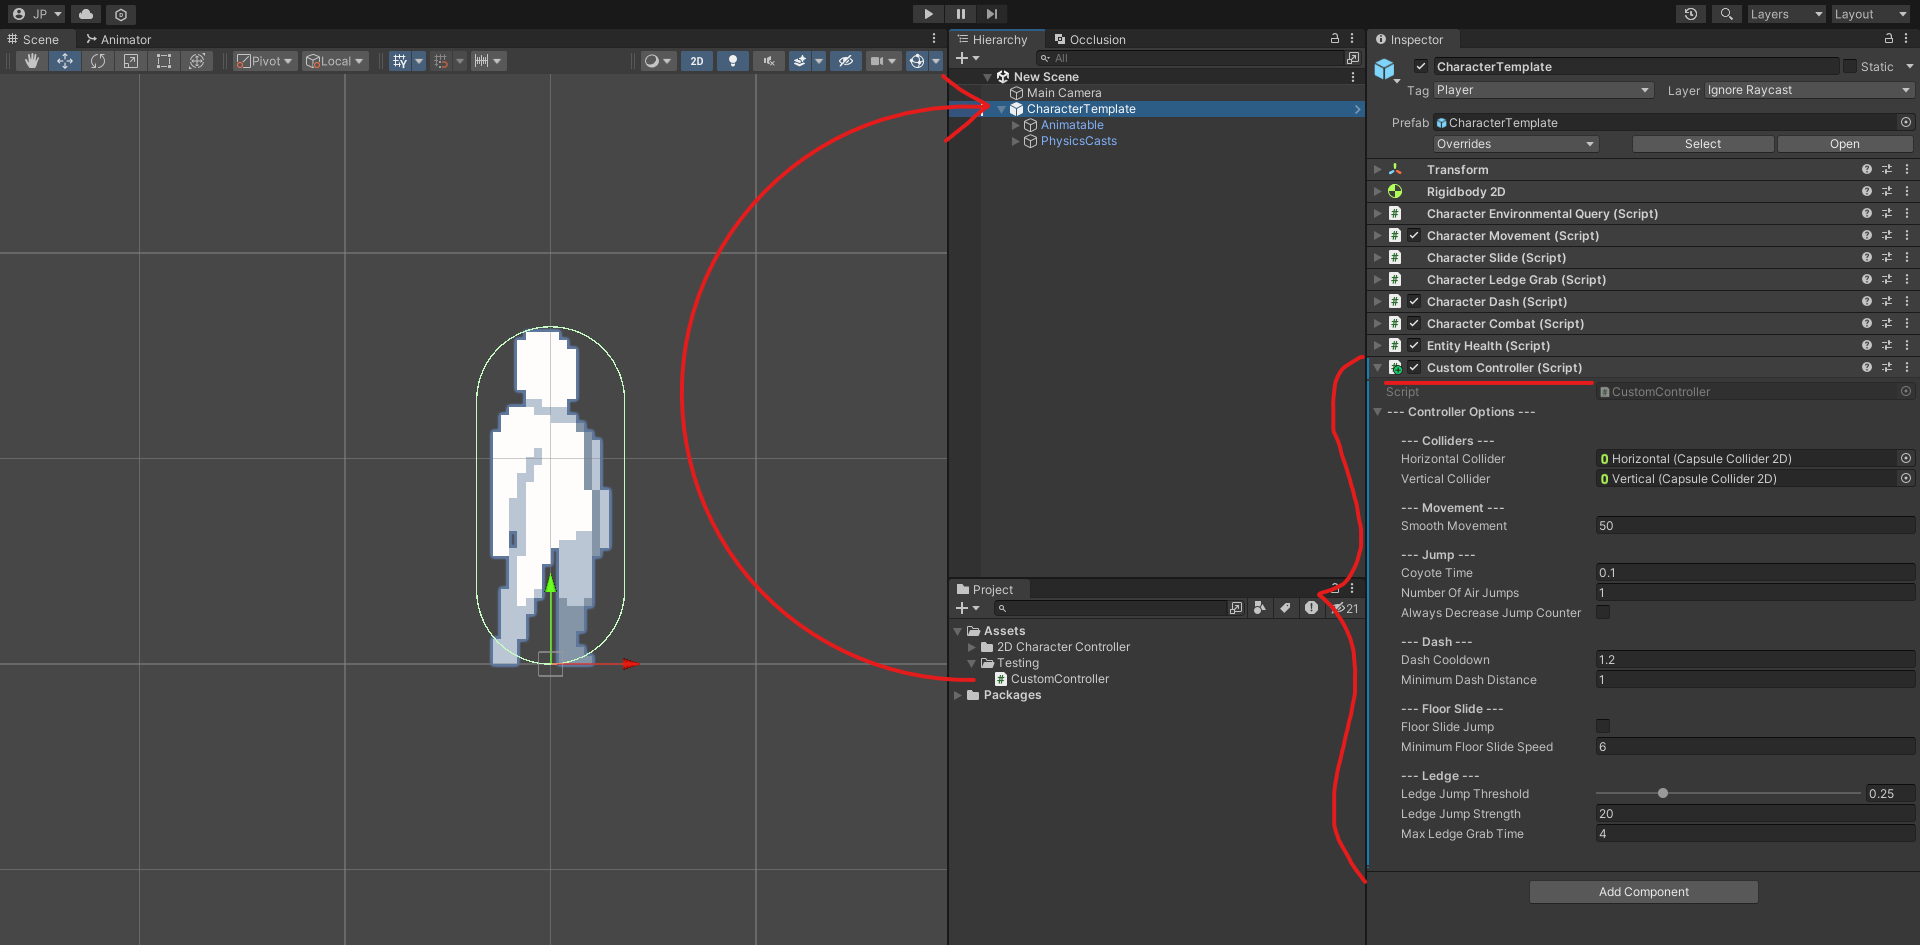 JP
Layers
Layout
Scene
Animator
Pivot
Local
2D
Hierarchy
Occlusion
All
New Scene
Main Camera
CharacterTemplate
Animatable
PhysicsCasts
Project
21
Assets
2D Character Controller
Testing
CustomController
Packages
Inspector
CharacterTemplate
Static
Tag Player Layer Ignore Raycast
Prefab CharacterTemplate
Overrides Select Open
Transform
Rigidbody 2D
Character Environmental Query (Script)
Character Movement (Script)
Character Slide (Script)
Character Ledge Grab (Script)
Character Dash (Script)
Character Combat (Script)
Entity Health (Script)
Custom Controller (Script)
Script CustomController
--- Controller Options ---
--- Colliders ---
Horizontal Collider Horizontal (Capsule Collider 2D)
Vertical Collider Vertical (Capsule Collider 2D)
--- Movement ---
Smooth Movement 50
--- Jump ---
Coyote Time 0.1
Number Of Air Jumps 1
Always Decrease Jump Counter
--- Dash ---
Dash Cooldown 1.2
Minimum Dash Distance 1
--- Floor Slide ---
Floor Slide Jump
Minimum Floor Slide Speed 6
--- Ledge ---
Ledge Jump Threshold 0.25
Ledge Jump Strength 20
Max Ledge Grab Time 4
Add Component